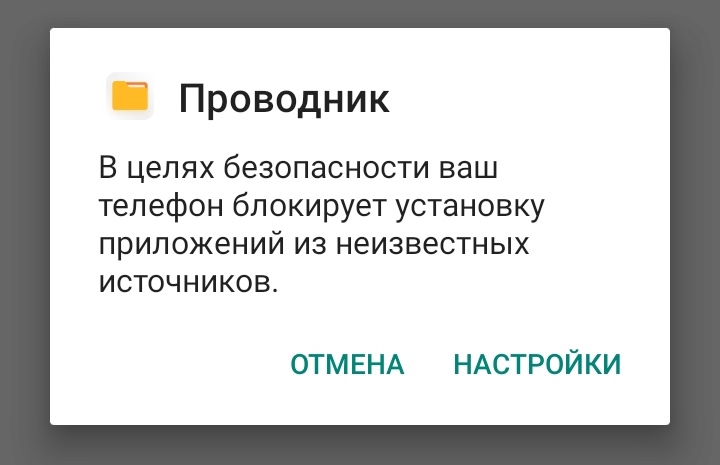 Проводник
В целях безопасности ваш
телефон блокирует установку
приложений из неизвестных
источников.
ОТМЕНА НАСТРОЙКИ